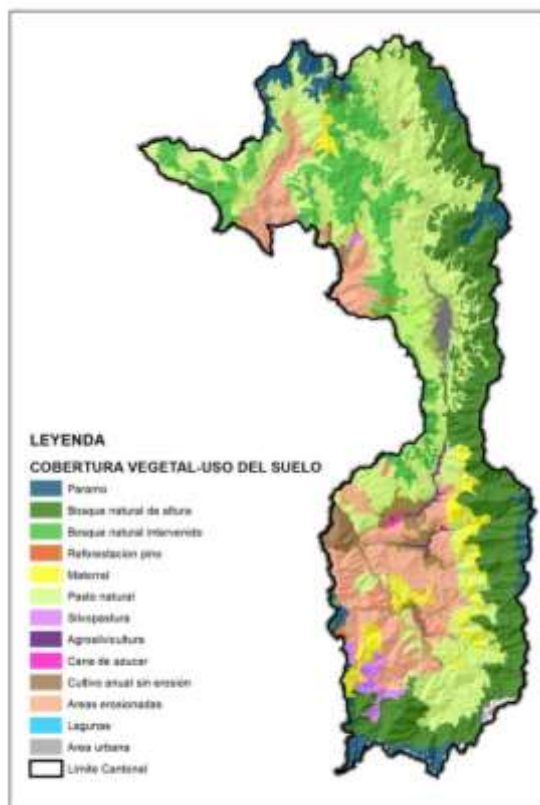 LEYENDA
COBERTURA VEGETAL-USO DEL SUELO
Paramo
Bosque natural de altura
Bosque natural intervenido
Reforestacion pino
Matorral
Pasto natural
Silvopastura
Agrosilvicultura
Cana de azucar
Cultivo anual sin erosion
Areas erosionadas
Lagunas
Area urbana
Limite Cantonal